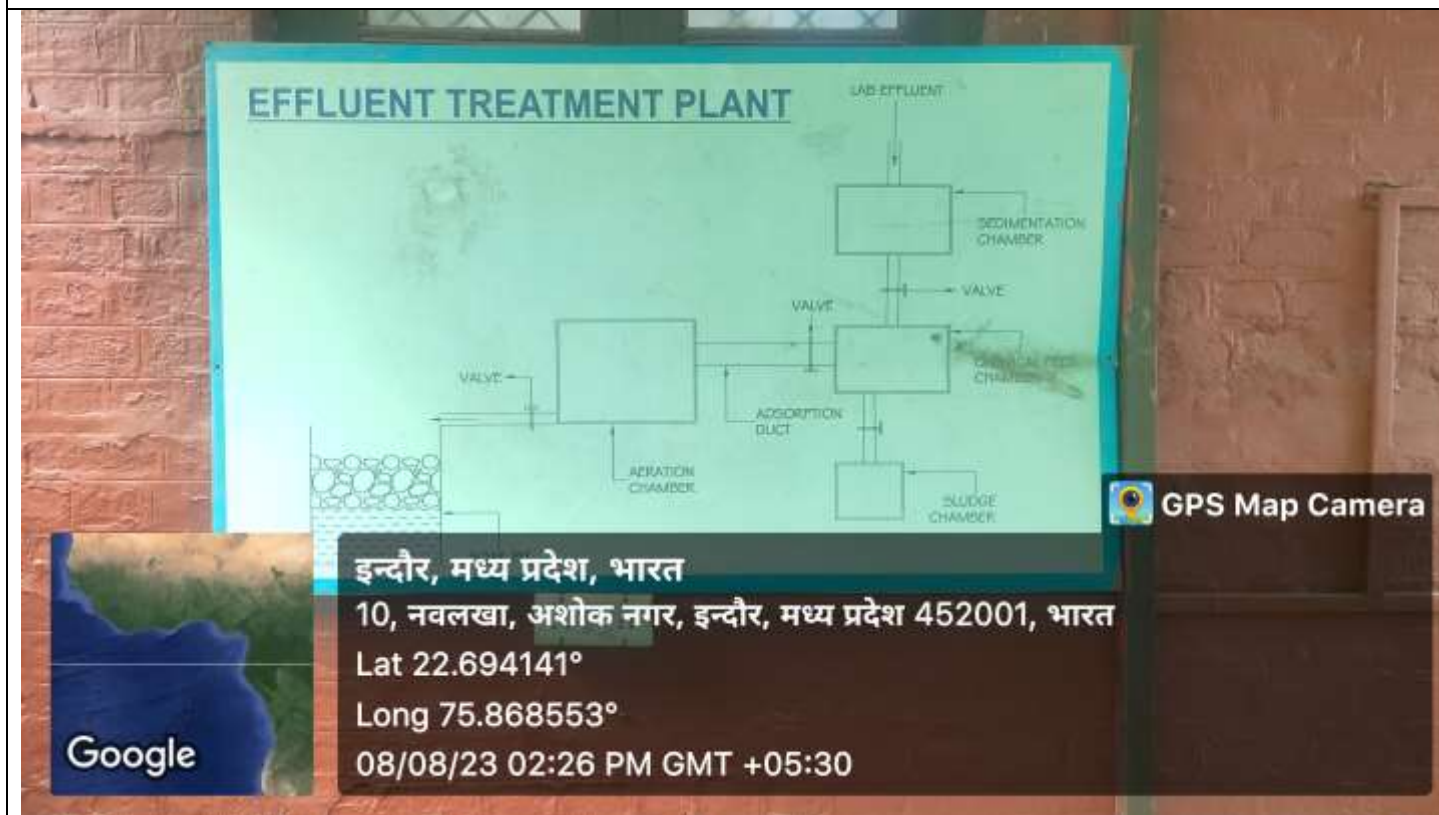 EFFLUENT TREATMENT PLANT
LAB EFFLUENT
SEDIMENTATION
CHAMBER
VALVE
VALVE
CHAMBER
VALVE
ADSORPTION
DUCT
AERATION
CHAMBER
SLUDGE
CHAMBER
GPS Map Camera
इन्दौर, मध्य प्रदेश, भारत
10, नवलखा, अशोक नगर, इन्दौर, मध्य प्रदेश 452001, भारत
Lat 22.694141°
Long 75.868553°
08/08/23 02:26 PM GMT +05:30
Google